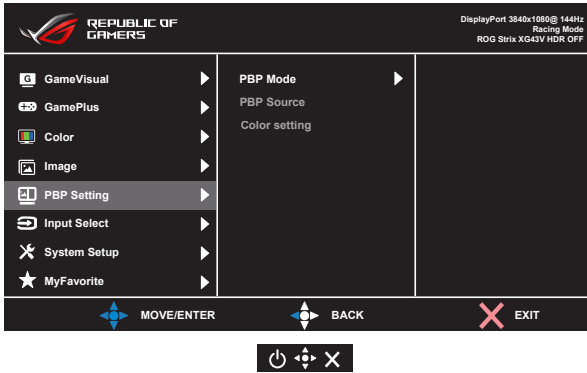 REPUBLIC OF
GAMERS
DisplayPort 3840x1080@ 144Hz
Racing Mode
ROG Strix XG43V HDR OFF
G GameVisual
GamePlus
Color
Image
PBP Setting
Input Select
System Setup
MyFavorite
PBP Mode
PBP Source
Color setting
MOVE/ENTER
BACK
EXIT